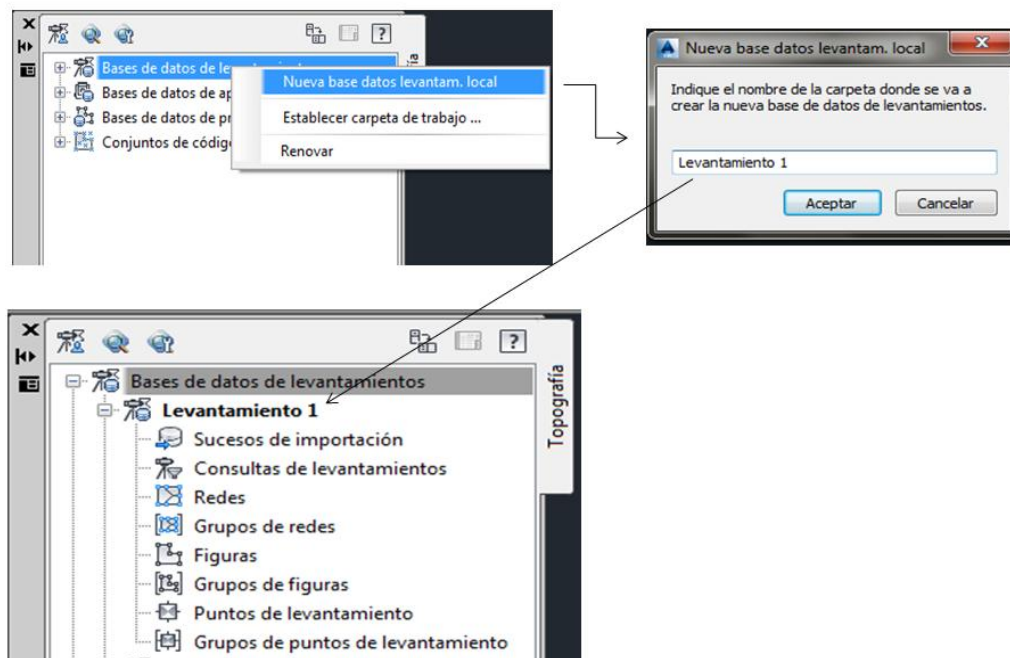 Bases de datos de le
Bases de datos de ap
Bases de datos de pr
Conjuntos de códig
Nueva base datos levantam. local
Establecer carpeta de trabajo ...
Renovar
Nueva base datos levantam. local
Indique el nombre de la carpeta donde se va a
crear la nueva base de datos de levantamientos.
Levantamiento 1
Aceptar Cancelar
Bases de datos de levantamientos
Levantamiento 1
Sucesos de importación
Consultas de levantamientos
Redes
Grupos de redes
Figuras
Grupos de figuras
Puntos de levantamiento
Grupos de puntos de levantamiento
Topografía